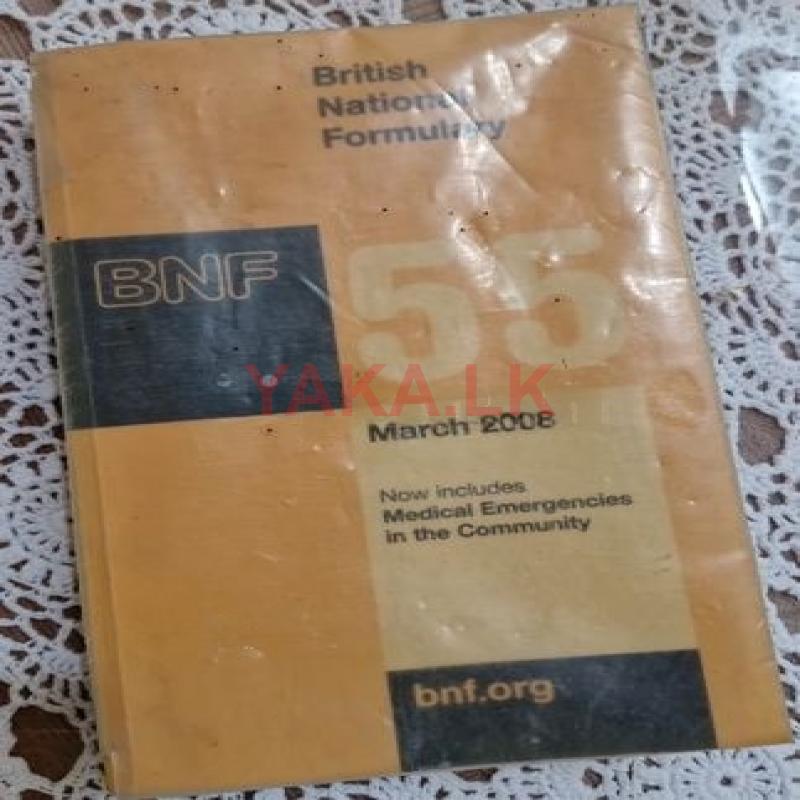 British
National
Formulary
BNF
55
YAKA.LK
March 2008
Now includes
Medical Emergencies
in the Community
bnf.org